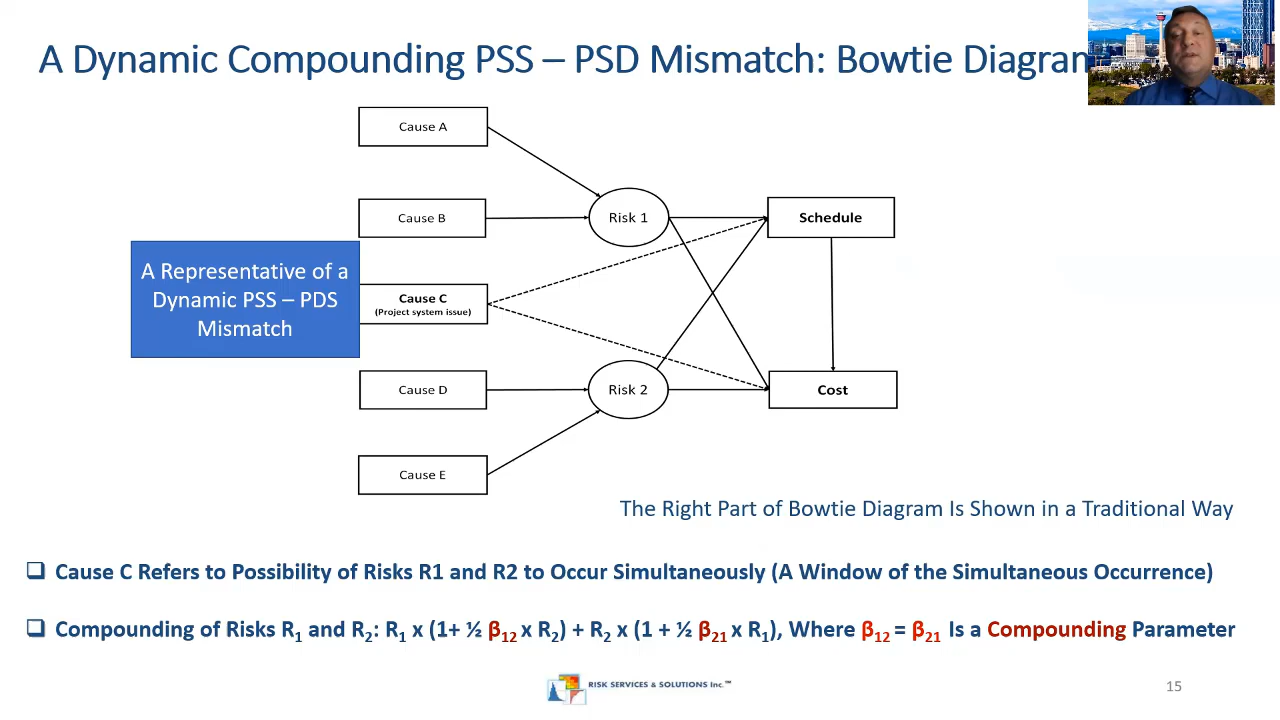 A Dynamic Compounding PSS – PSD Mismatch: Bowtie Diagram
Cause A
Cause B
Risk 1
Schedule
A Representative of a
Dynamic PSS – PDS
Mismatch
Cause C
(Project system issue)
Cause D
Risk 2
Cost
Cause E
The Right Part of Bowtie Diagram Is Shown in a Traditional Way
❑ Cause C Refers to Possibility of Risks R1 and R2 to Occur Simultaneously (A Window of the Simultaneous Occurrence)
❑ Compounding of Risks R₁ and R₂: R₁ x (1+ ½ β₁₂ x R₂) + R₂ x (1 + ½ β₂₁ x R₁), Where β₁₂ = β₂₁ Is a Compounding Parameter
RISK SERVICES & SOLUTIONS Inc.™
15